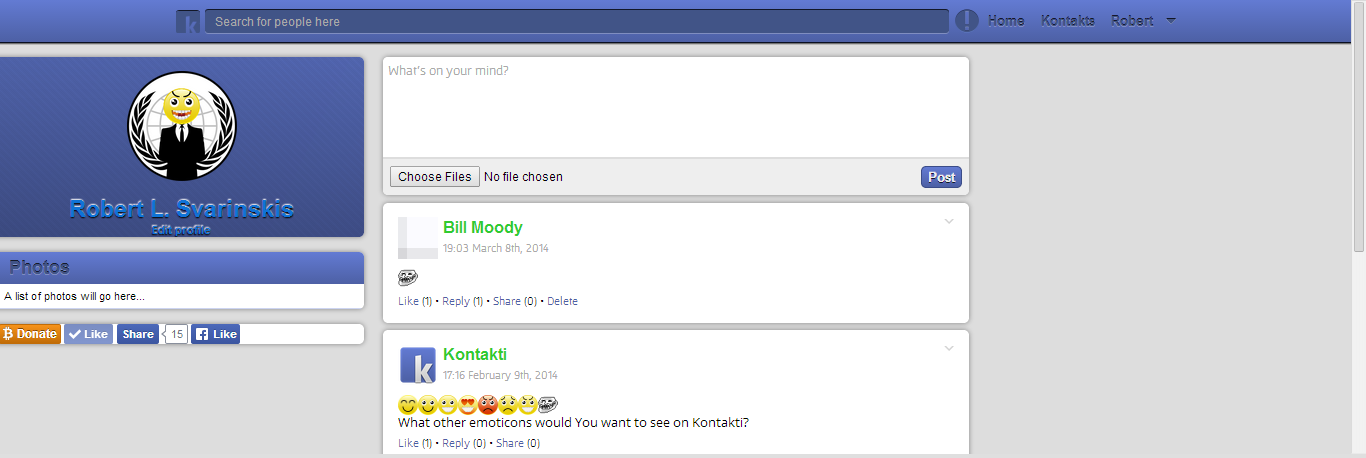 k Search for people here ! Home Kontakts Robert
Robert L. Svarinskis
Edit profile
Photos
A list of photos will go here...
Donate Like Share 15 Like
What's on your mind?
Choose Files No file chosen Post
Bill Moody
19:03 March 8th, 2014
Like (1) • Reply (1) • Share (0) • Delete
k Kontakti
17:16 February 9th, 2014
What other emoticons would You want to see on Kontakti?
Like (1) • Reply (0) • Share (0)